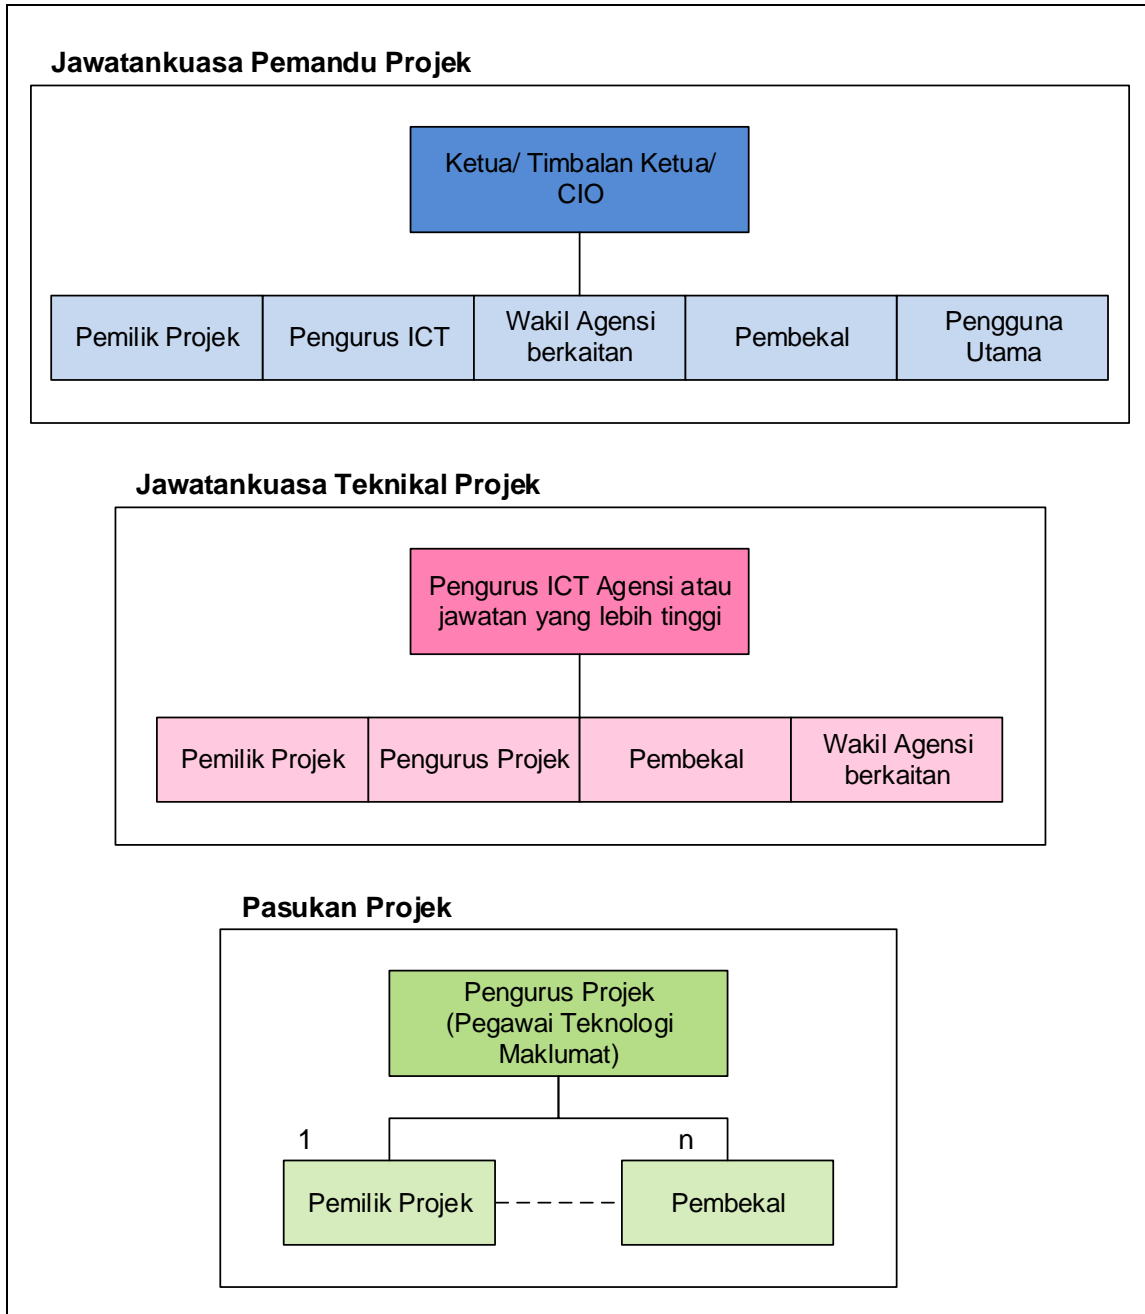 Jawatankuasa Pemandu Projek
Ketua/ Timbalan Ketua/
CIO
Pemilik Projek
Pengurus ICT
Wakil Agensi
berkaitan
Pembekal
Pengguna
Utama
Jawatankuasa Teknikal Projek
Pengurus ICT Agensi atau
jawatan yang lebih tinggi
Pemilik Projek
Pengurus Projek
Pembekal
Wakil Agensi
berkaitan
Pasukan Projek
Pengurus Projek
(Pegawai Teknologi
Maklumat)
1
n
Pemilik Projek
Pembekal